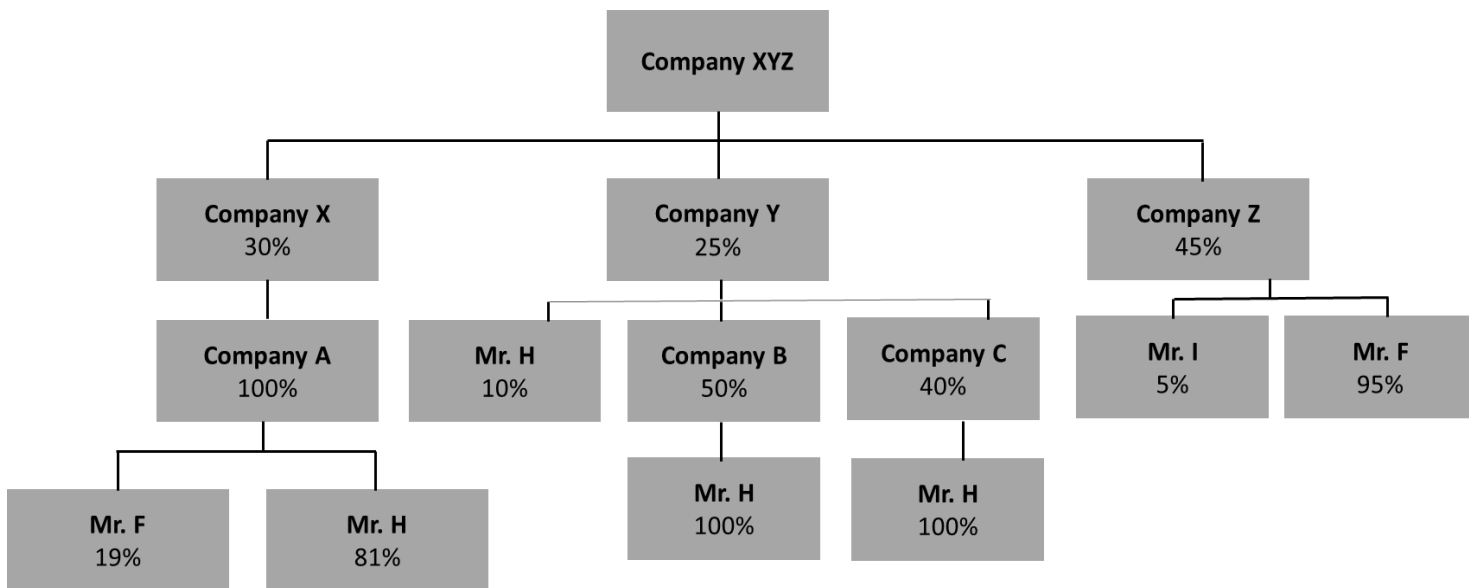 Company XYZ
Company X
30%
Company Y
25%
Company Z
45%
Company A
100%
Mr. H
10%
Company B
50%
Company C
40%
Mr. I
5%
Mr. F
95%
Mr. F
19%
Mr. H
81%
Mr. H
100%
Mr. H
100%